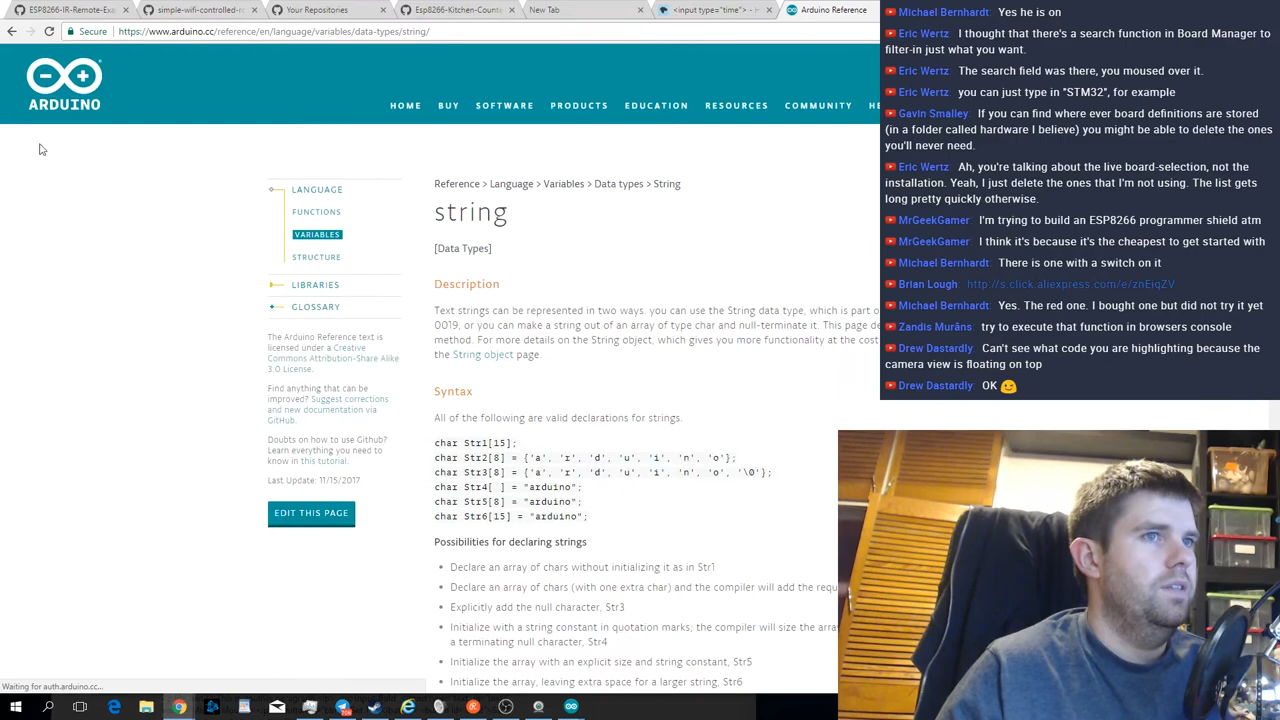 ESP8266-IR-Remote-Exa
simple-wifi-controlled-ro
Your Repositories
Esp8266-Kitchen-Counte
New Tab
<input type="time"> - H
Arduino Reference
Secure
https://www.arduino.cc/reference/en/language/variables/data-types/string/
ARDUINO
HOME BUY SOFTWARE PRODUCTS EDUCATION RESOURCES COMMUNITY HE
LANGUAGE
FUNCTIONS
VARIABLES
STRUCTURE
LIBRARIES
GLOSSARY
The Arduino Reference text is
licensed under a Creative
Commons Attribution-Share Alike
3.0 License.
Find anything that can be
improved? Suggest corrections
and new documentation via
GitHub.
Doubts on how to use Github?
Learn everything you need to
know in this tutorial.
Last Update: 11/15/2017
EDIT THIS PAGE
Reference > Language > Variables > Data types > String
string
[Data Types]
Description
Text strings can be represented in two ways. you can use the String data type, which is part o
0019, or you can make a string out of an array of type char and null-terminate it. This page de
method. For more details on the String object, which gives you more functionality at the cost
the String object page.
Syntax
All of the following are valid declarations for strings.
char Str1[15];
char Str2[8] = {'a', 'r', 'd', 'u', 'i', 'n', 'o'};
char Str3[8] = {'a', 'r', 'd', 'u', 'i', 'n', 'o', '\0'};
char Str4[ ] = "arduino";
char Str5[8] = "arduino";
char Str6[15] = "arduino";
Possibilities for declaring strings
Declare an array of chars without initializing it as in Str1
Declare an array of chars (with one extra char) and the compiler will add the requ
Explicitly add the null character, Str3
Initialize with a string constant in quotation marks; the compiler will size the arra
a terminating null character, Str4
Initialize the array with an explicit size and string constant, Str5
Initialize the array, leaving extra space for a larger string, Str6
Waiting for auth.arduino.cc...
Michael Bernhardt: Yes he is on
Eric Wertz: I thought that there's a search function in Board Manager to
filter-in just what you want.
Eric Wertz: The search field was there, you moused over it.
Eric Wertz: you can just type in "STM32", for example
Gavin Smalley: If you can find where ever board definitions are stored
(in a folder called hardware I believe) you might be able to delete the ones
you'll never need.
Eric Wertz: Ah, you're talking about the live board-selection, not the
installation. Yeah, I just delete the ones that I'm not using. The list gets
long pretty quickly otherwise.
MrGeekGamer: I'm trying to build an ESP8266 programmer shield atm
MrGeekGamer: I think it's because it's the cheapest to get started with
Michael Bernhardt: There is one with a switch on it
Brian Lough: http://s.click.aliexpress.com/e/znEiqZV
Michael Bernhardt: Yes. The red one. I bought one but did not try it yet
Zandis Murāns: try to execute that function in browsers console
Drew Dastardly: Can't see what code you are highlighting because the
camera view is floating on top
Drew Dastardly: OK